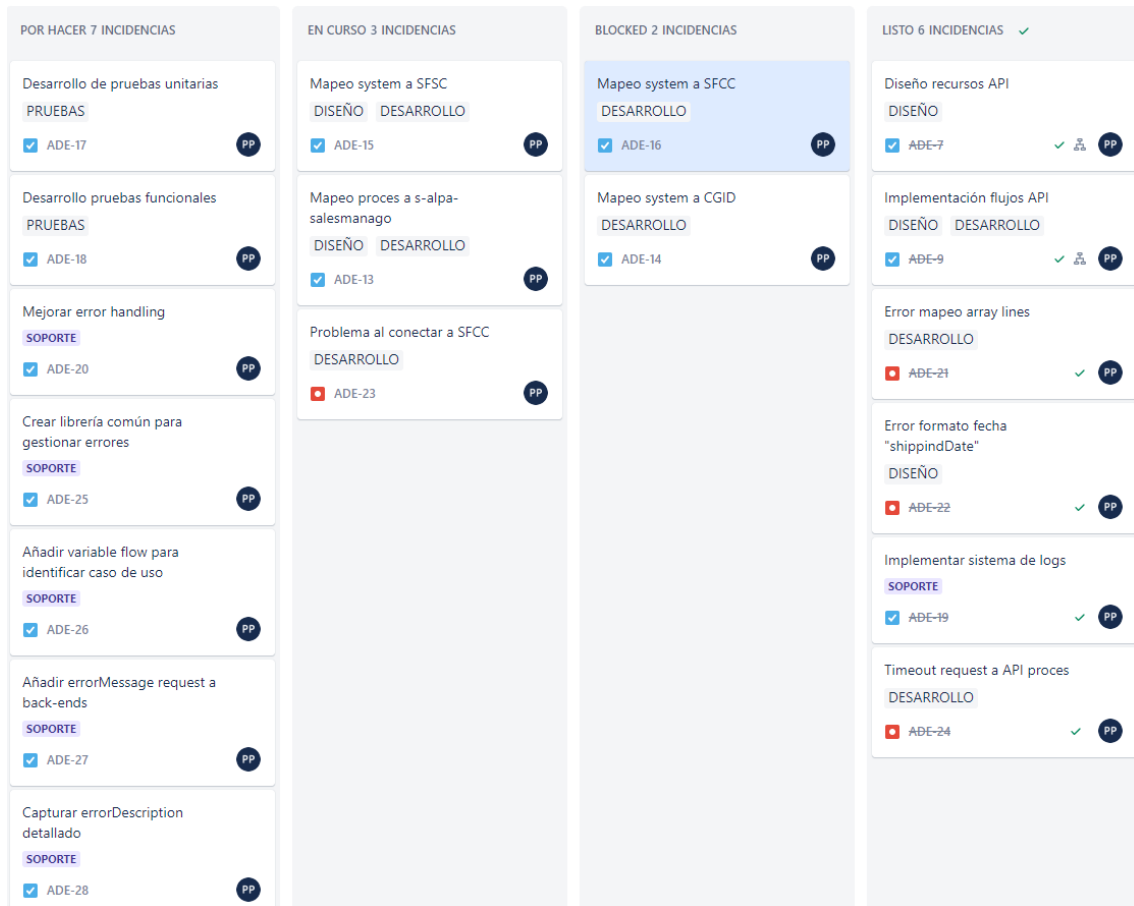 POR HACER 7 INCIDENCIAS
Desarrollo de pruebas unitarias
PRUEBAS
ADE-17 PP
Desarrollo pruebas funcionales
PRUEBAS
ADE-18 PP
Mejorar error handling
SOPORTE
ADE-20 PP
Crear librería común para
gestionar errores
SOPORTE
ADE-25 PP
Añadir variable flow para
identificar caso de uso
SOPORTE
ADE-26 PP
Añadir errorMessage request a
back-ends
SOPORTE
ADE-27 PP
Capturar errorDescription
detallado
SOPORTE
ADE-28 PP
EN CURSO 3 INCIDENCIAS
Mapeo system a SFSC
DISEÑO DESARROLLO
ADE-15 PP
Mapeo proces a s-alpa-
salesmanago
DISEÑO DESARROLLO
ADE-13 PP
Problema al conectar a SFCC
DESARROLLO
ADE-23 PP
BLOCKED 2 INCIDENCIAS
Mapeo system a SFCC
DESARROLLO
ADE-16 PP
Mapeo system a CGID
DESARROLLO
ADE-14 PP
LISTO 6 INCIDENCIAS
Diseño recursos API
DISEÑO
ADE-7 PP
Implementación flujos API
DISEÑO DESARROLLO
ADE-9 PP
Error mapeo array lines
DESARROLLO
ADE-21 PP
Error formato fecha
"shippindDate"
DISEÑO
ADE-22 PP
Implementar sistema de logs
SOPORTE
ADE-19 PP
Timeout request a API proces
DESARROLLO
ADE-24 PP